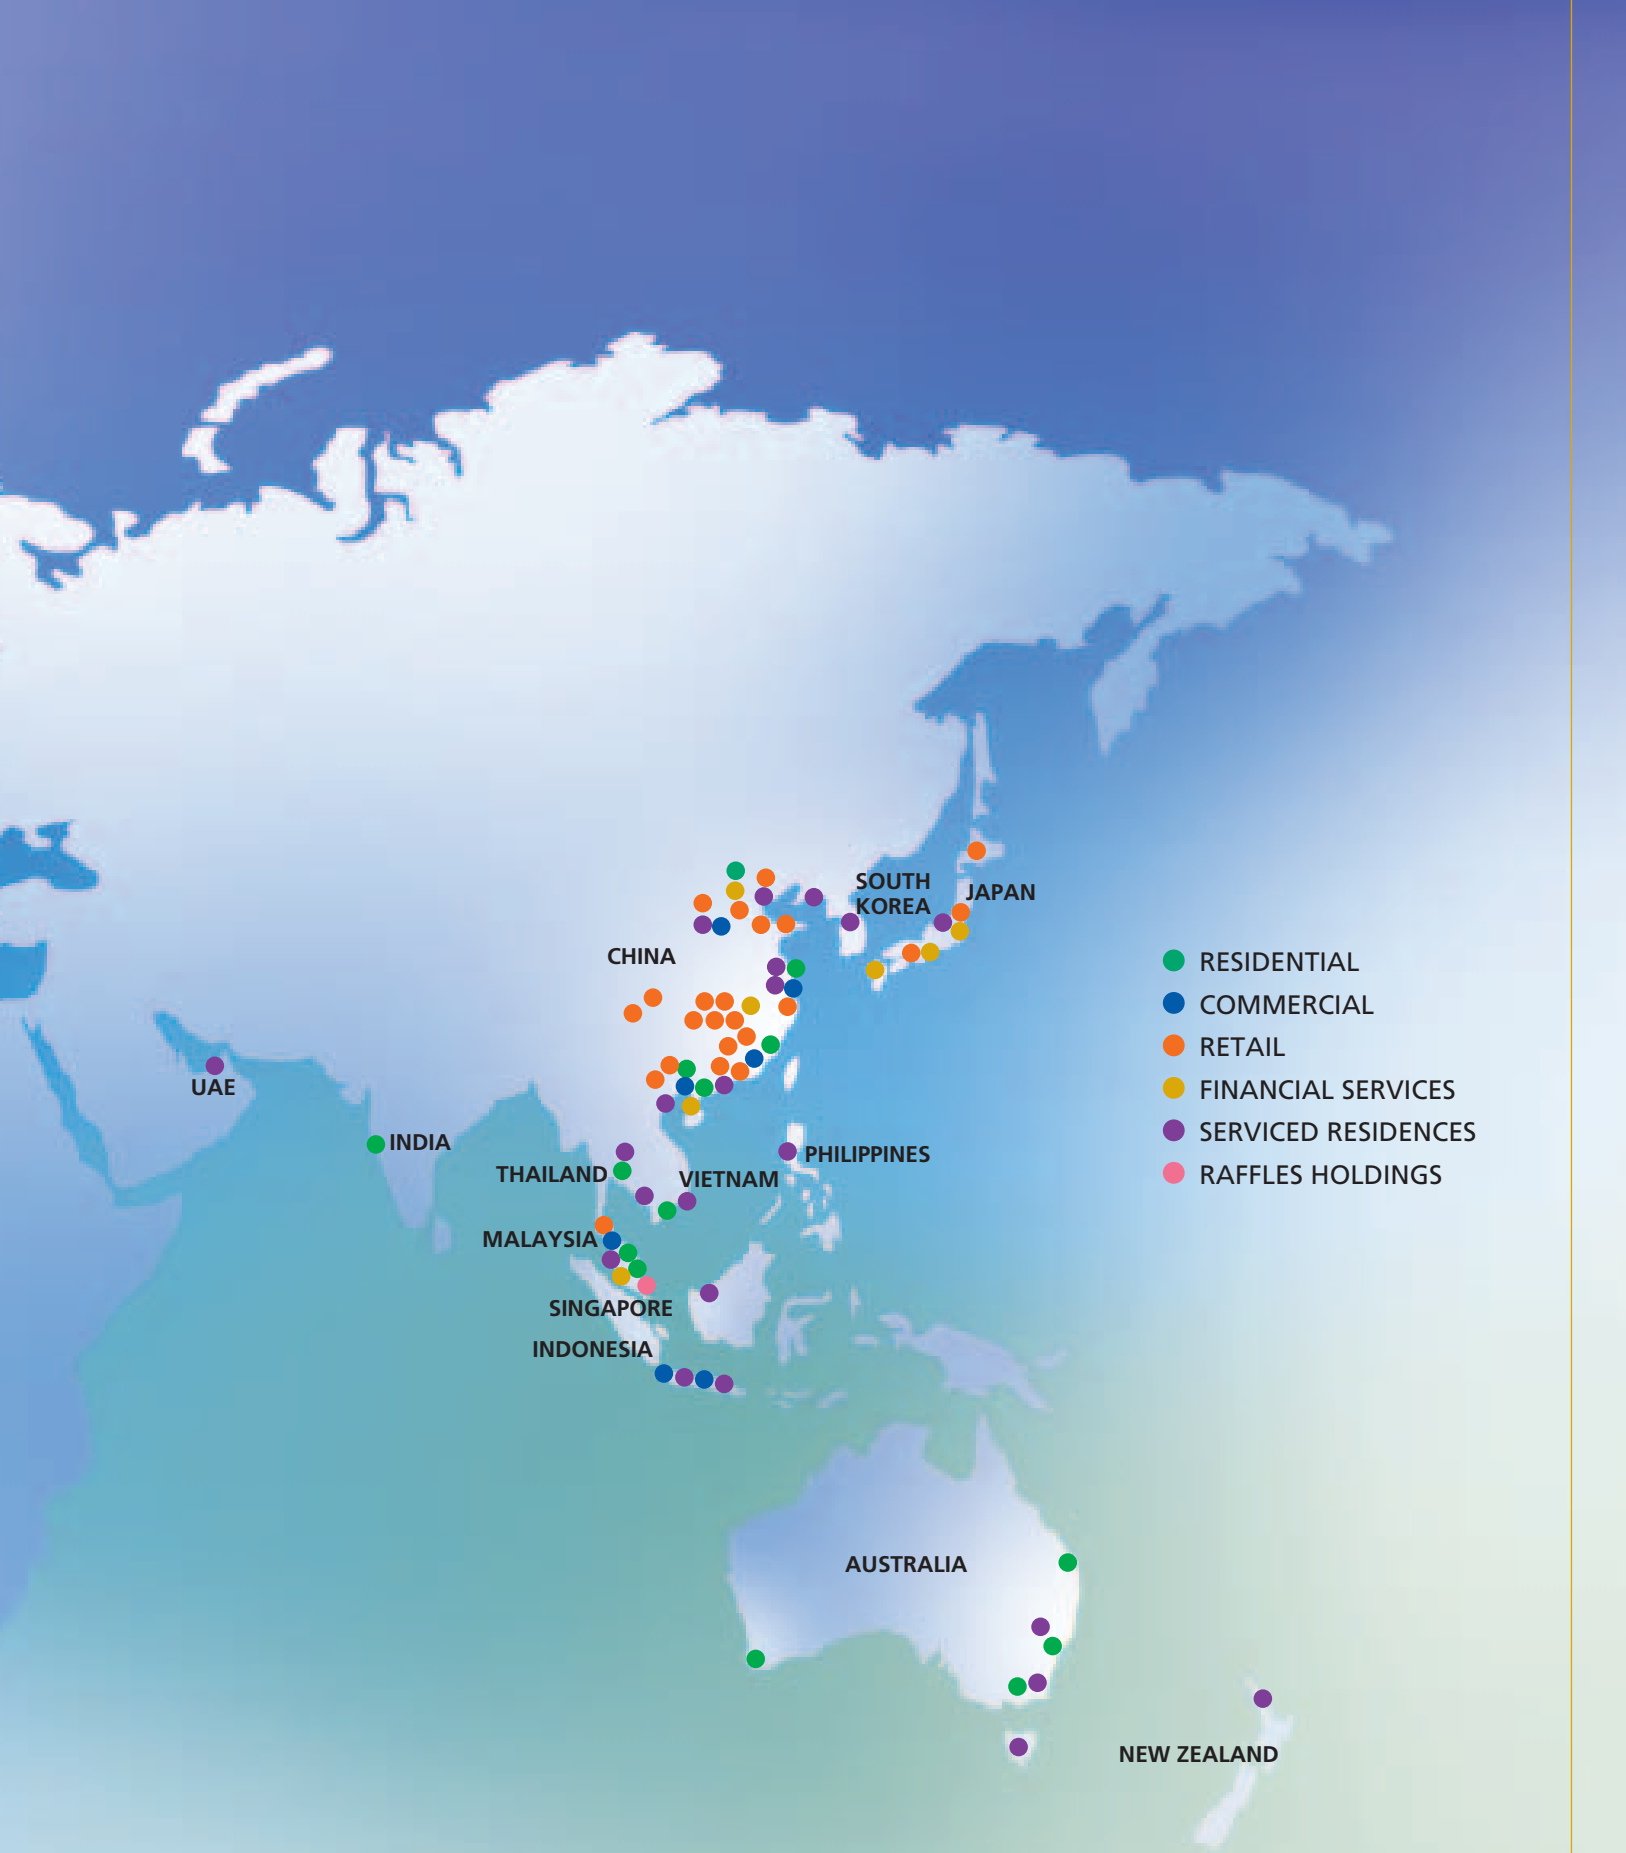 SOUTH
KOREA
JAPAN
CHINA
RESIDENTIAL
COMMERCIAL
RETAIL
FINANCIAL SERVICES
SERVICED RESIDENCES
RAFFLES HOLDINGS
UAE
INDIA
THAILAND
VIETNAM
PHILIPPINES
MALAYSIA
SINGAPORE
INDONESIA
AUSTRALIA
NEW ZEALAND